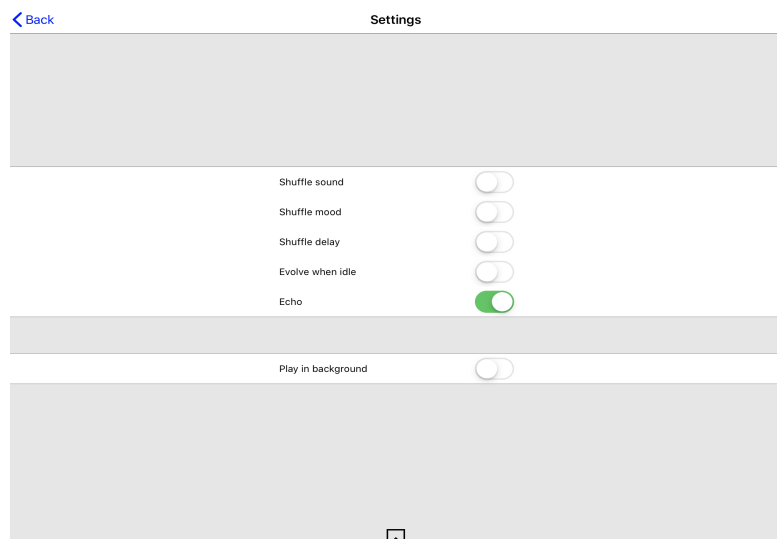 Back
Settings
Shuffle sound
Shuffle mood
Shuffle delay
Evolve when idle
Echo
Play in background